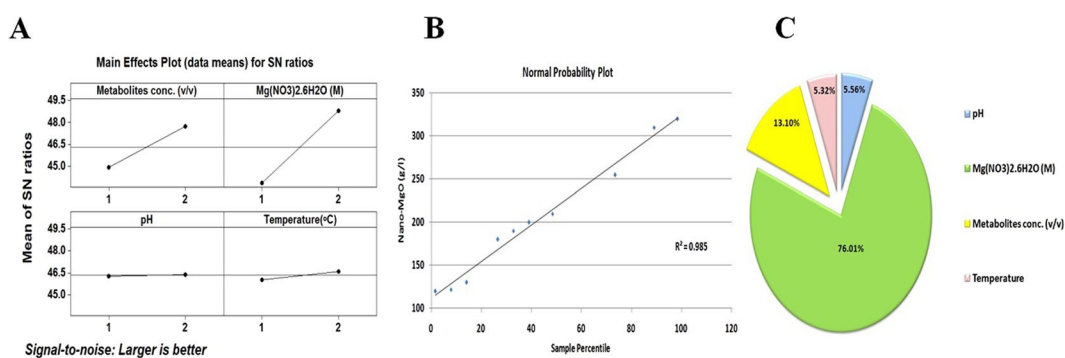 A
Main Effects Plot (data means) for SN ratios
Metabolites conc. (v/v) Mg(NO3)2.6H2O (M)
Mean of SN ratios
49.5
48.0
46.5
45.0
1 2 1 2
pH Temperature(ºC)
49.5
48.0
46.5
45.0
1 2 1 2
Signal-to-noise: Larger is better
B
Normal Probability Plot
Nano-MgO (g/l)
350
300
250
200
150
100
0 20 40 60 80 100 120
Sample Percentile
R² = 0.985
C
5.32% 5.56%
13.10%
76.01%
pH
Mg(NO3)2.6H2O (M)
Metabolites conc. (v/v)
Temperature